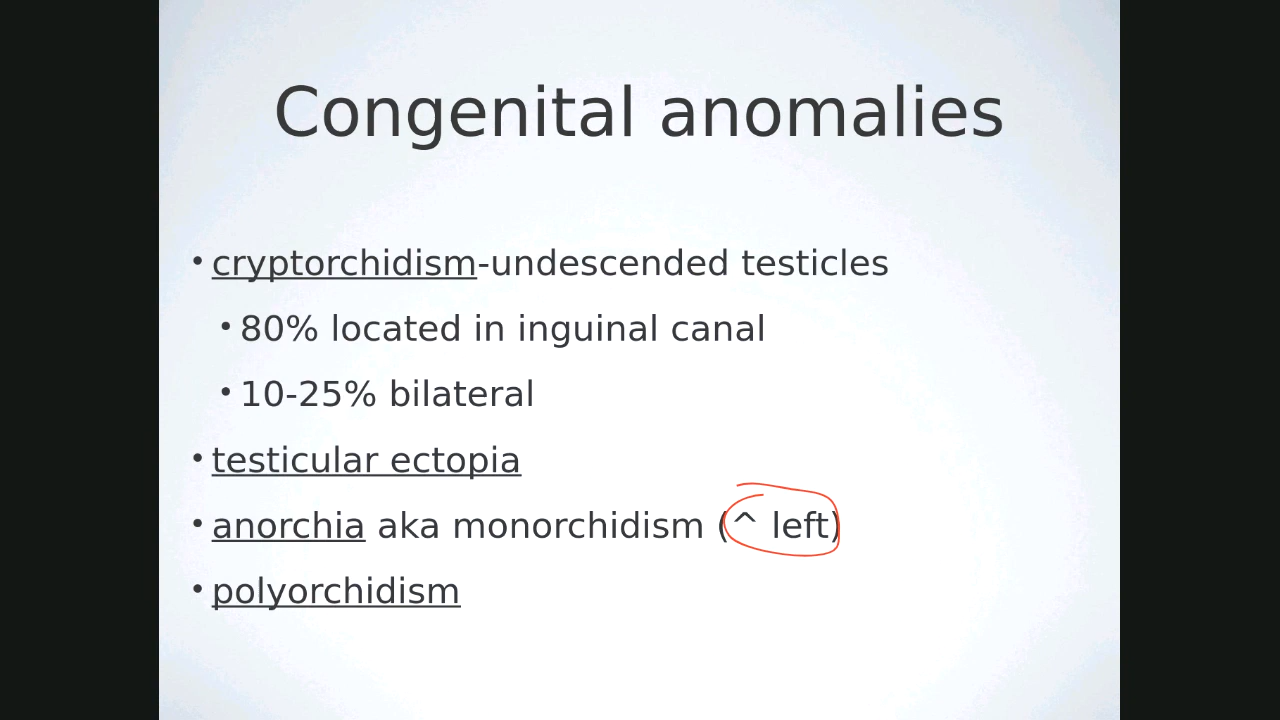 Congenital anomalies
• cryptorchidism-undescended testicles
• 80% located in inguinal canal
• 10-25% bilateral
• testicular ectopia
• anorchia aka monorchidism (^ left)
• polyorchidism